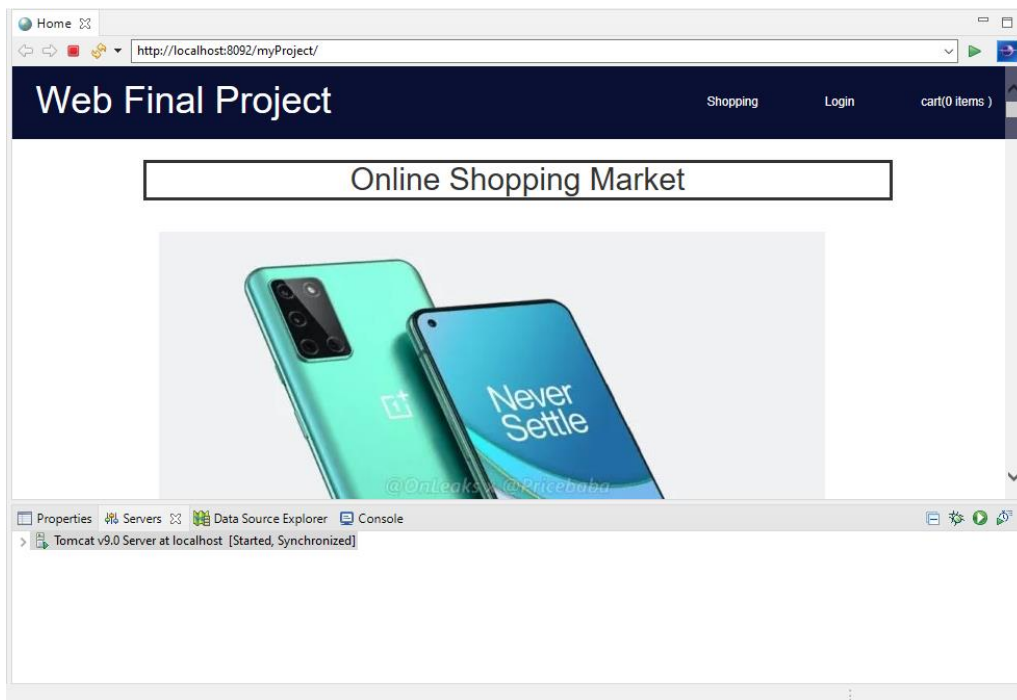 Home
http://localhost:8092/myProject/
Web Final Project
Shopping Login cart(0 items )
Online Shopping Market
Never
Settle
@OnLeaks x @Pricebaba
Properties Servers Data Source Explorer Console
Tomcat v9.0 Server at localhost [Started, Synchronized]